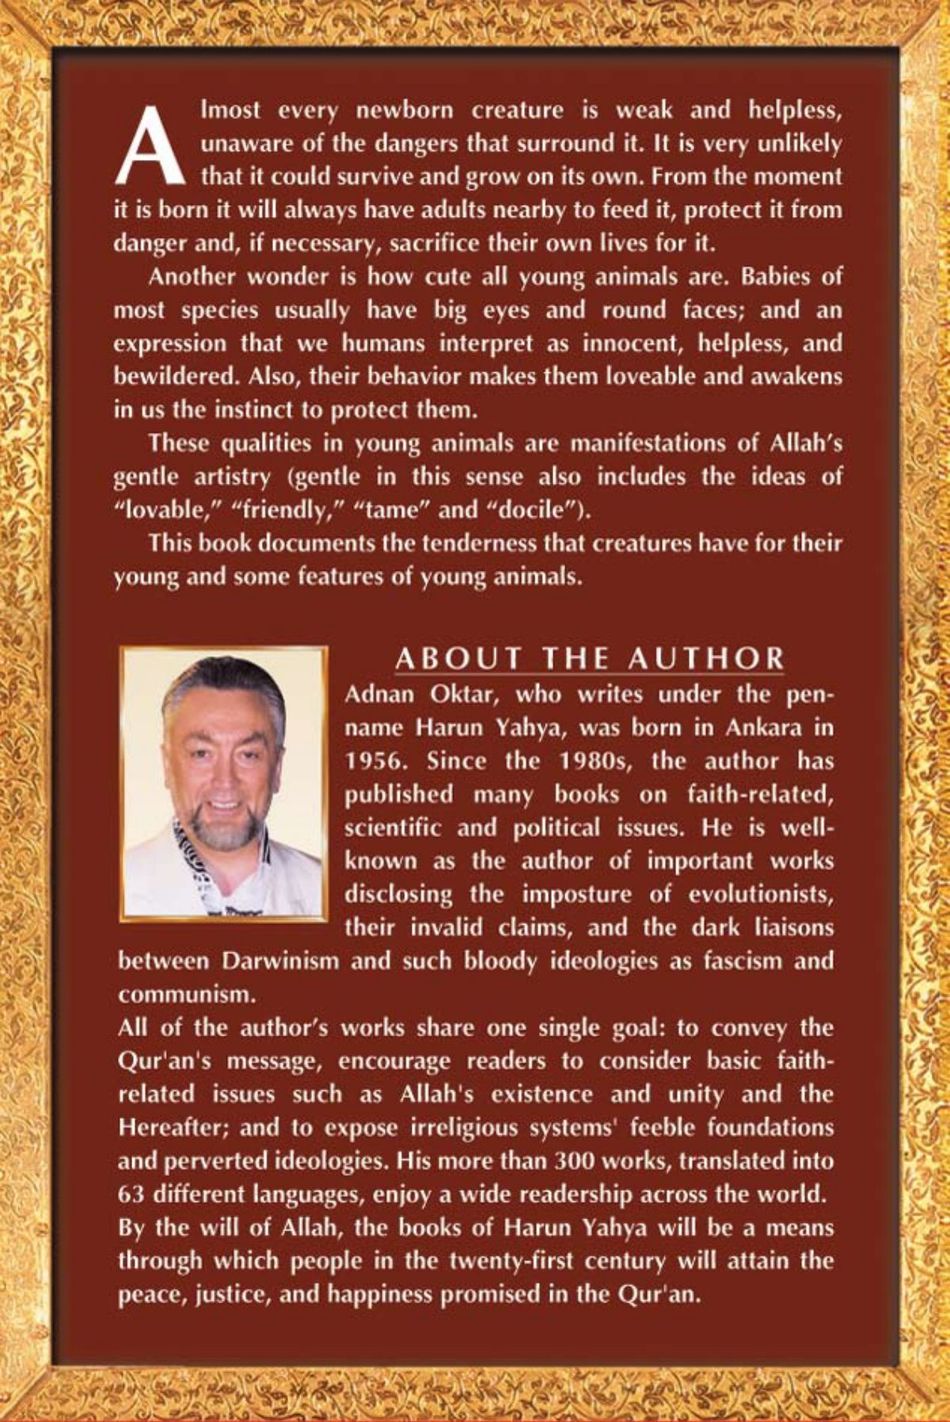 Almost every newborn creature is weak and helpless,
unaware of the dangers that surround it. It is very unlikely
that it could survive and grow on its own. From the moment
it is born it will always have adults nearby to feed it, protect it from
danger and, if necessary, sacrifice their own lives for it.
Another wonder is how cute all young animals are. Babies of
most species usually have big eyes and round faces; and an
expression that we humans interpret as innocent, helpless, and
bewildered. Also, their behavior makes them loveable and awakens
in us the instinct to protect them.
These qualities in young animals are manifestations of Allah’s
gentle artistry (gentle in this sense also includes the ideas of
“lovable,” “friendly,” “tame” and “docile”).
This book documents the tenderness that creatures have for their
young and some features of young animals.
ABOUT THE AUTHOR
Adnan Oktar, who writes under the pen-
name Harun Yahya, was born in Ankara in
1956. Since the 1980s, the author has
published many books on faith-related,
scientific and political issues. He is well-
known as the author of important works
disclosing the imposture of evolutionists,
their invalid claims, and the dark liaisons
between Darwinism and such bloody ideologies as fascism and
communism.
All of the author’s works share one single goal: to convey the
Qur'an's message, encourage readers to consider basic faith-
related issues such as Allah's existence and unity and the
Hereafter; and to expose irreligious systems' feeble foundations
and perverted ideologies. His more than 300 works, translated into
63 different languages, enjoy a wide readership across the world.
By the will of Allah, the books of Harun Yahya will be a means
through which people in the twenty-first century will attain the
peace, justice, and happiness promised in the Qur'an.